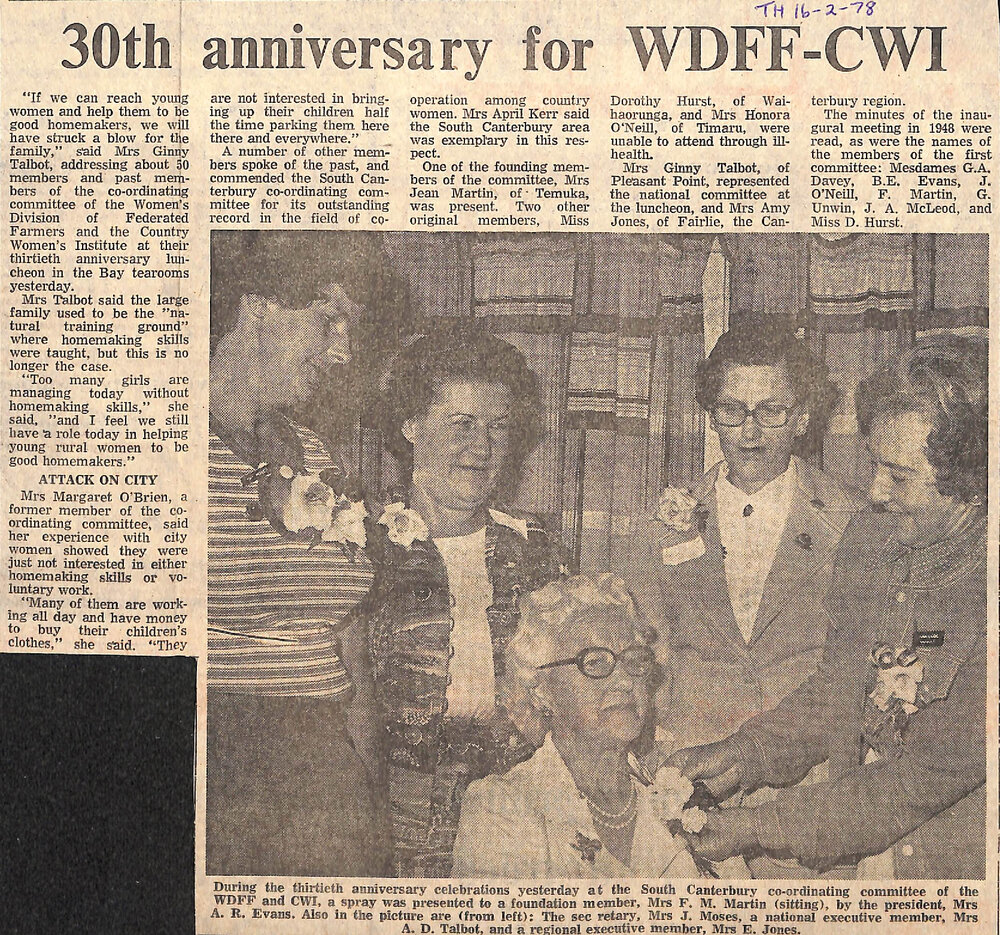 TH 16-2-78
30th anniversary for WDFF-CWI
"If we can reach young
women and help them to be
good homemakers, we will
have struck a blow for the
family," said Mrs Ginny
Talbot, addressing about 50
members and past mem-
bers of the co-ordinating
committee of the Women's
Division of Federated
Farmers and the Country
Women's Institute at their
thirtieth anniversary lun-
cheon in the Bay tearooms
yesterday.
Mrs Talbot said the large
family used to be the "na-
tural training ground"
where homemaking skills
were taught, but this is no
longer the case.
"Too many girls are
managing today without
homemaking skills," she
said, "and I feel we still
have a role today in helping
young rural women to be
good homemakers."
ATTACK ON CITY
Mrs Margaret O'Brien, a
former member of the co-
ordinating committee, said
her experience with city
women showed they were
just not interested in either
homemaking skills or vo-
luntary work.
"Many of them are work-
ing all day and have money
to buy their children's
clothes," she said. "They
are not interested in bring-
ing up their children half
the time parking them here
there and everywhere."
A number of other mem-
bers spoke of the past, and
commended the South Can-
terbury co-ordinating com-
mittee for its outstanding
record in the field of co-
operation among country
women. Mrs April Kerr said
the South Canterbury area
was exemplary in this res-
pect.
One of the founding mem-
bers of the committee, Mrs
Jean Martin, of Temuka,
was present. Two other
original members, Miss
Dorothy Hurst, of Wai-
haorunga, and Mrs Honora
O'Neill, of Timaru, were
unable to attend through ill-
health.
Mrs Ginny Talbot, of
Pleasant Point, represented
the national committee at
the luncheon, and Mrs Amy
Jones, of Fairlie, the Can-
terbury region.
The minutes of the inau-
gural meeting in 1948 were
read, as were the names of
the members of the first
committee: Mesdames G.A.
Davey, B.E. Evans, J.
O'Neill, F. Martin, G.
Unwin, J. A. McLeod, and
Miss D. Hurst.
During the thirtieth anniversary celebrations yesterday at the South Canterbury co-ordinating committee of the
WDFF and CWI, a spray was presented to a foundation member, Mrs F. M. Martin (sitting), by the president, Mrs
A. R. Evans. Also in the picture are (from left): The sec retary, Mrs J. Moses, a national executive member, Mrs
A. D. Talbot, and a regional executive member, Mrs E. Jones.